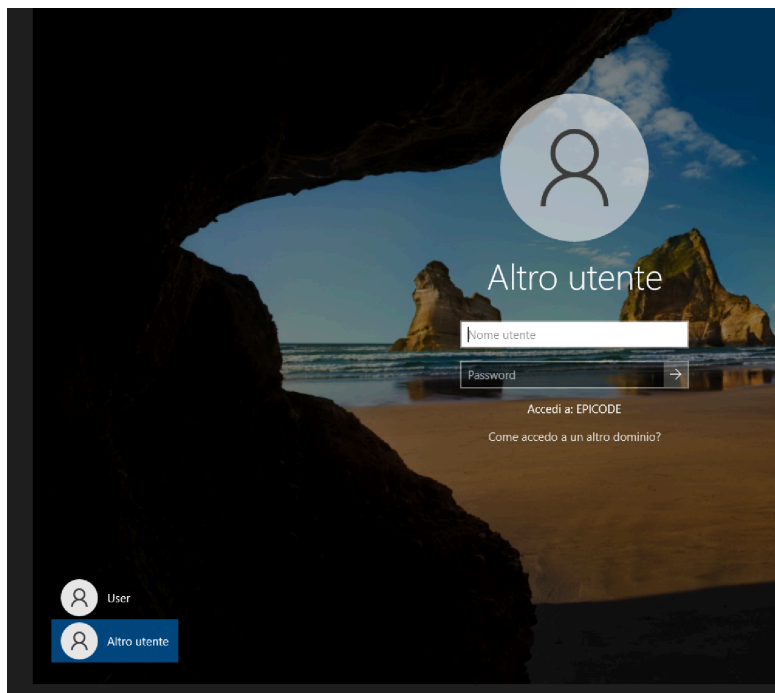 Altro utente
Nome utente
Password
Accedi a: EPICODE
Come accedo a un altro dominio?
User
Altro utente